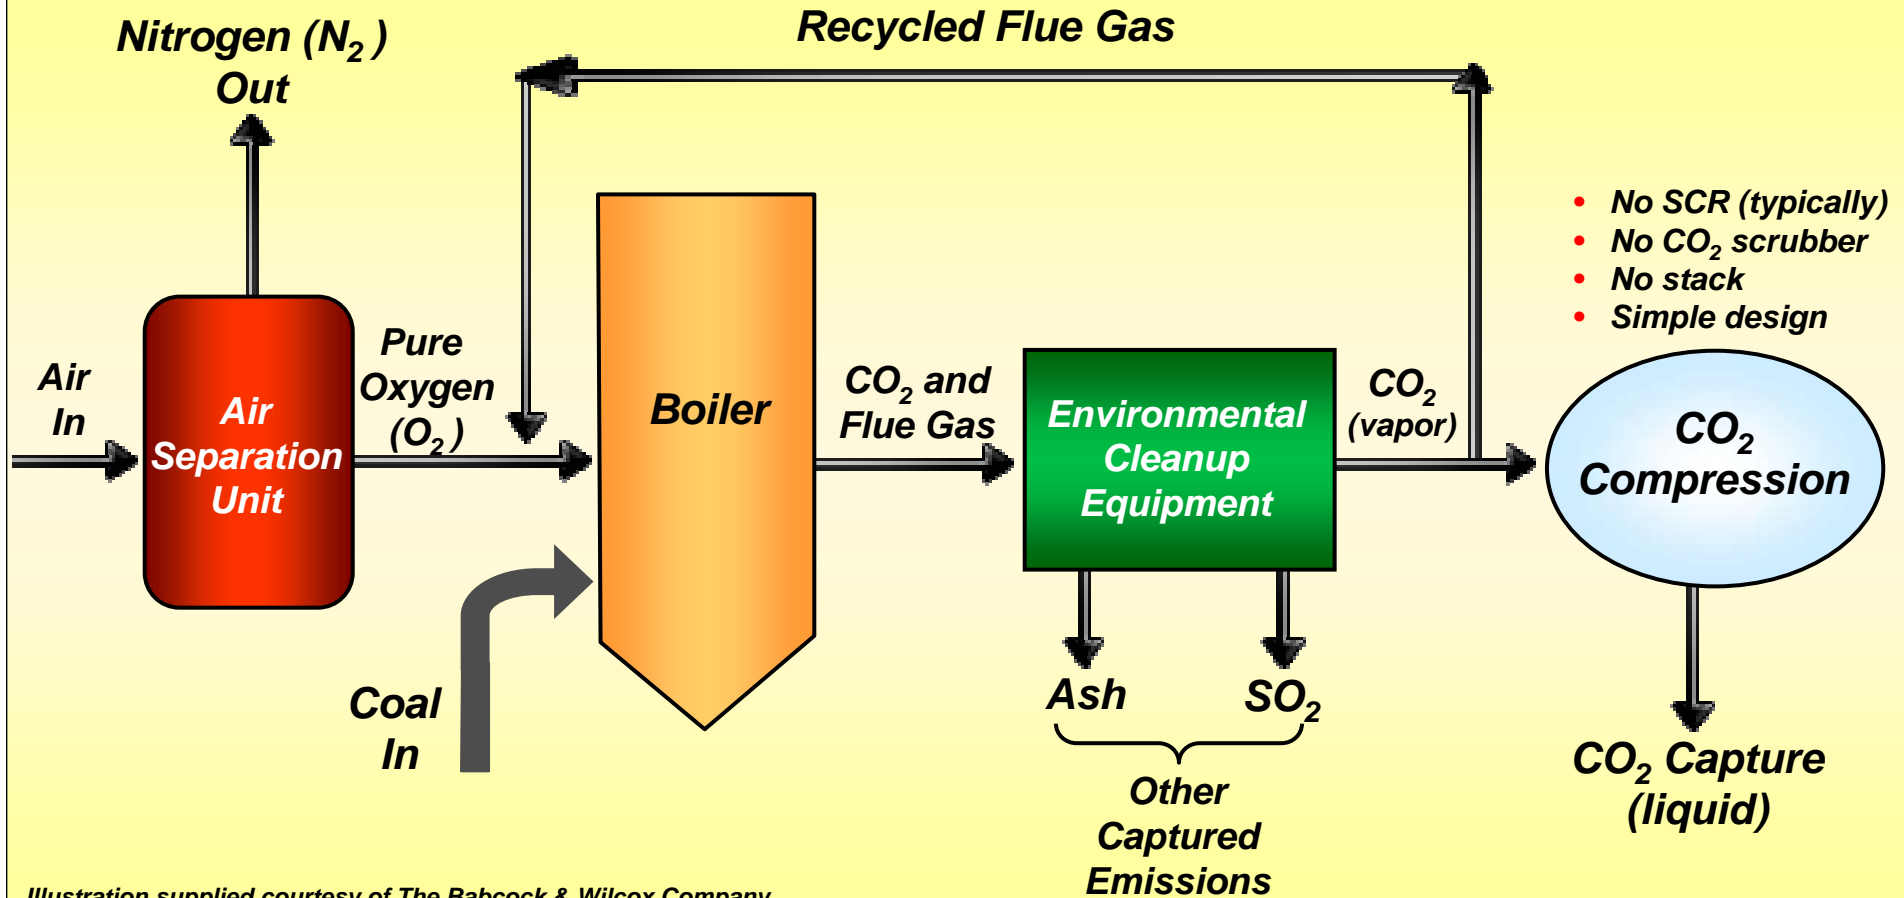 Nitrogen (N₂)
Out
Recycled Flue Gas
• No SCR (typically)
• No CO₂ scrubber
• No stack
• Simple design
Air
In
Air
Separation
Unit
Pure
Oxygen
(O₂)
Boiler
CO₂ and
Flue Gas
Environmental
Cleanup
Equipment
CO₂
(vapor)
CO₂
Compression
Coal
In
Ash
SO₂
Other
Captured
Emissions
CO₂ Capture
(liquid)
Illustration supplied courtesy of The Babcock & Wilcox Company